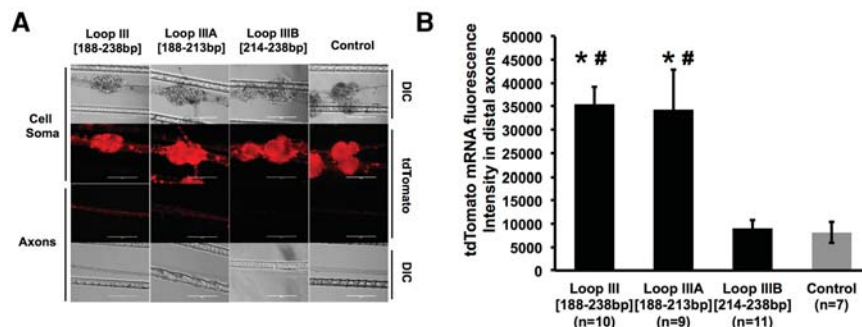 A
Loop III
[188-238bp]
Loop IIIA
[188-213bp]
Loop IIIB
[214-238bp]
Control
Cell
Soma
Axons
DIC
tdTomato
DIC
B
tdTomato mRNA fluorescence
Intensity in distal axons
50000
45000
40000
35000
30000
25000
20000
15000
10000
5000
0
* #
* #
Loop III
[188-238bp]
(n=10)
Loop IIIA
[188-213bp]
(n=9)
Loop IIIB
[214-238bp]
(n=11)
Control
(n=7)